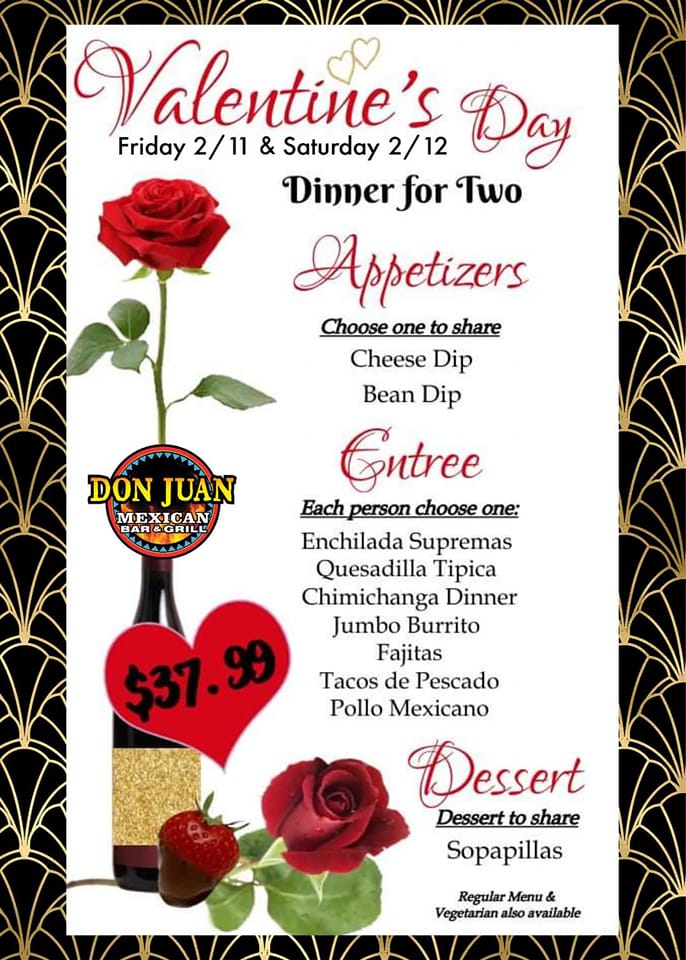 Valentine's Day
Friday 2/11 & Saturday 2/12
Dinner for Two
Appetizers
Choose one to share
Cheese Dip
Bean Dip
Entree
Each person choose one:
Enchilada Supremas
Quesadilla Tipica
Chimichanga Dinner
Jumbo Burrito
Fajitas
Tacos de Pescado
Pollo Mexicano
DON JUAN
MEXICAN
BAR & GRILL
$37.99
Dessert
Dessert to share
Sopapillas
Regular Menu &
Vegetarian also available